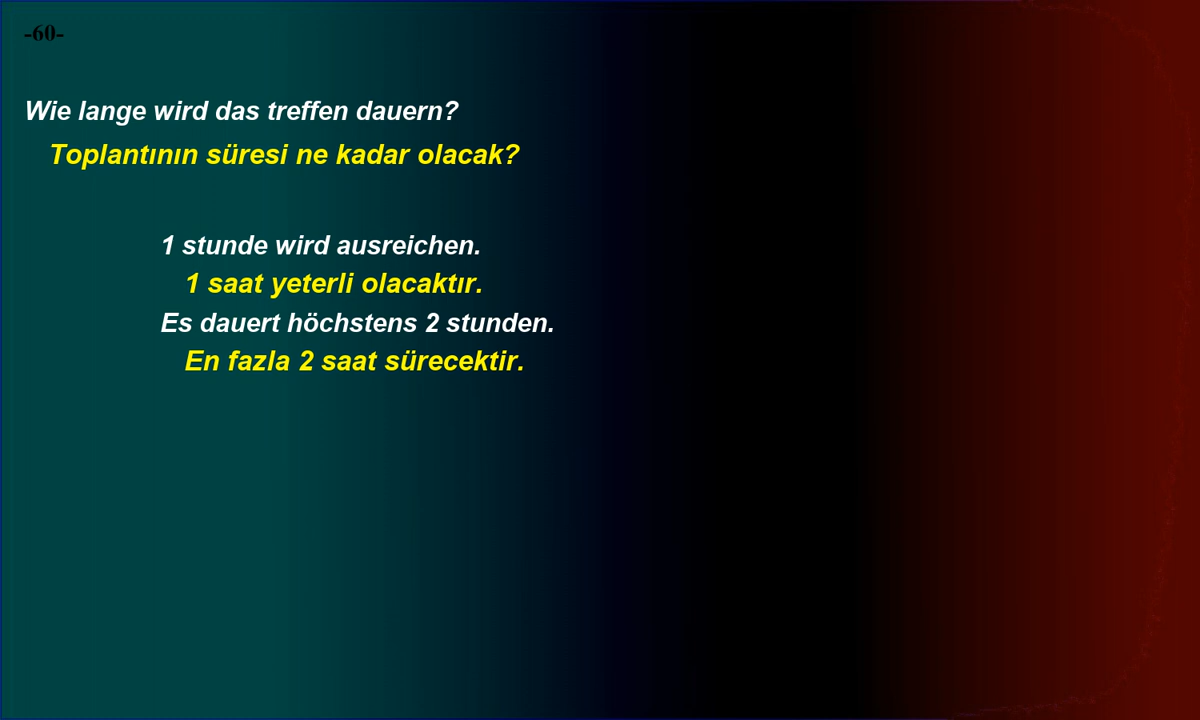 -60-
Wie lange wird das treffen dauern?
Toplantının süresi ne kadar olacak?
1 stunde wird ausreichen.
1 saat yeterli olacaktır.
Es dauert höchstens 2 stunden.
En fazla 2 saat sürecektir.